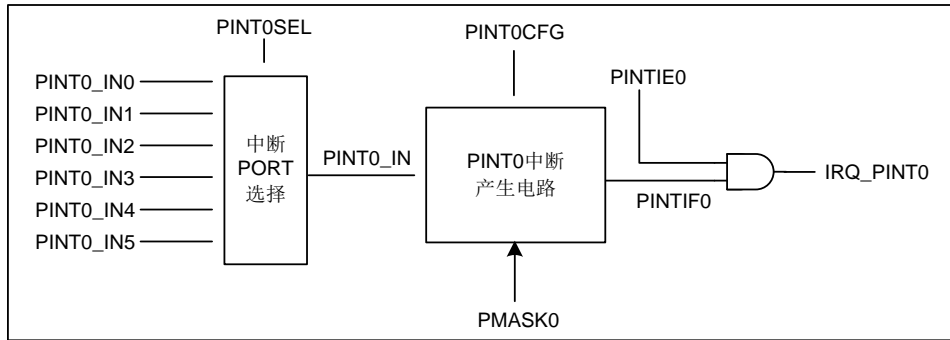 PINT0SEL
PINT0CFG
PINT0_IN0
PINT0_IN1
PINT0_IN2
PINT0_IN3
PINT0_IN4
PINT0_IN5
中断
PORT
选择
PINT0_IN
PINT0中断
产生电路
PINTIE0
PINTIF0
IRQ_PINT0
PMASK0